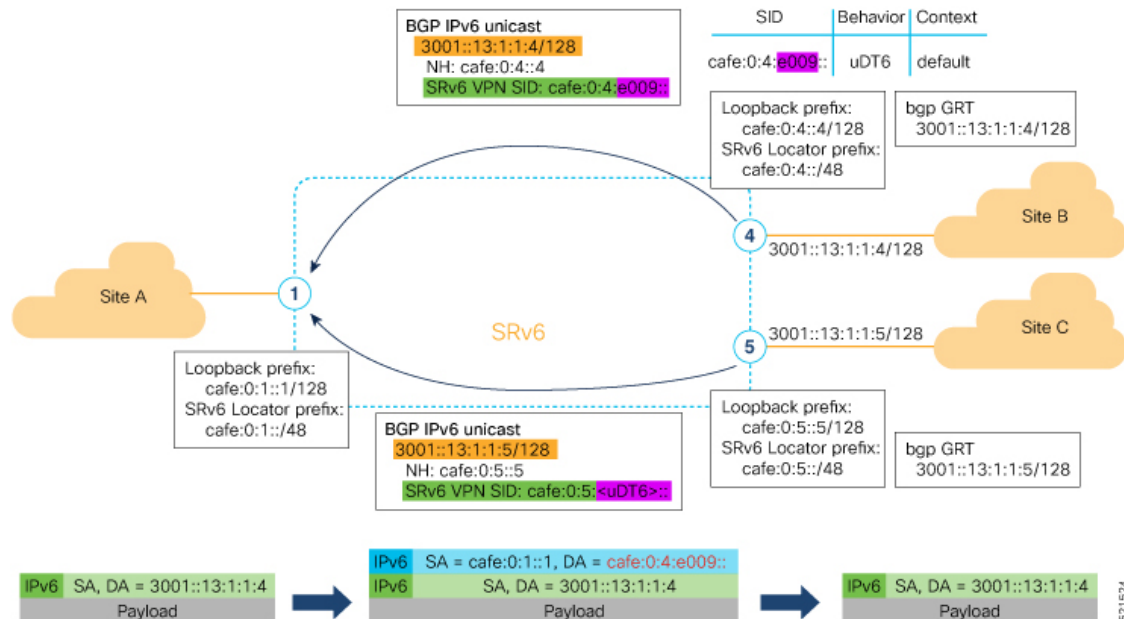 BGP IPv6 unicast
3001::13:1:1:4/128
NH: cafe:0:4::4
SRv6 VPN SID: cafe:0:4:e009::
SID Behavior Context
cafe:0:4:e009:: uDT6 default
Loopback prefix:
cafe:0:4::4/128
SRv6 Locator prefix:
cafe:0:4::/48
bgp GRT
3001::13:1:1:4/128
Site A
1
SRv6
4
3001::13:1:1:4/128
Site B
5
3001::13:1:1:5/128
Site C
Loopback prefix:
cafe:0:1::1/128
SRv6 Locator prefix:
cafe:0:1::/48
BGP IPv6 unicast
3001::13:1:1:5/128
NH: cafe:0:5::5
SRv6 VPN SID: cafe:0:5:<uDT6>::
Loopback prefix:
cafe:0:5::5/128
SRv6 Locator prefix:
cafe:0:5::/48
bgp GRT
3001::13:1:1:5/128
IPv6 SA, DA = 3001::13:1:1:4
Payload
IPv6 SA = cafe:0:1::1, DA = cafe:0:4:e009::
IPv6 SA, DA = 3001::13:1:1:4
Payload
IPv6 SA, DA = 3001::13:1:1:4
Payload